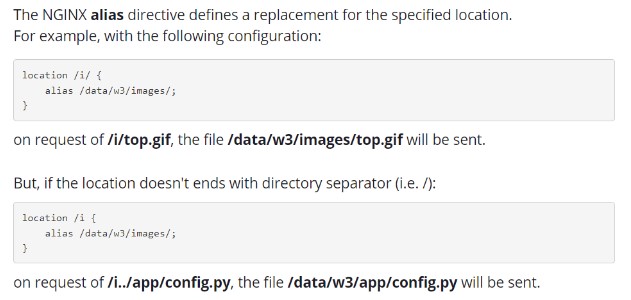 The NGINX alias directive defines a replacement for the specified location.
For example, with the following configuration:
location /i/ {
    alias /data/w3/images/;
}
on request of /i/top.gif, the file /data/w3/images/top.gif will be sent.
But, if the location doesn't ends with directory separator (i.e. /):
location /i {
    alias /data/w3/images/;
}
on request of /i../app/config.py, the file /data/w3/app/config.py will be sent.